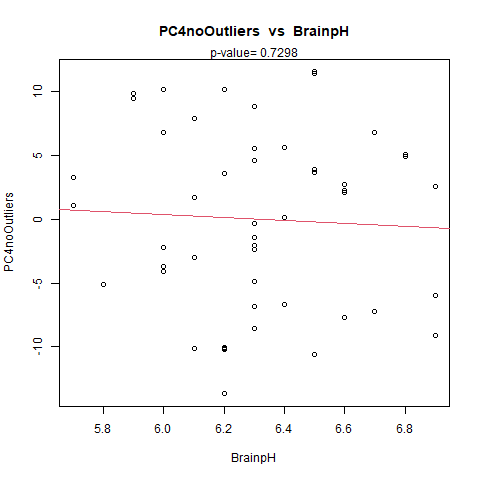 PC4noOutliers vs BrainpH
p-value= 0.7298
PC4noOutliers
10
5
0
-5
-10
5.8 6.0 6.2 6.4 6.6 6.8
BrainpH